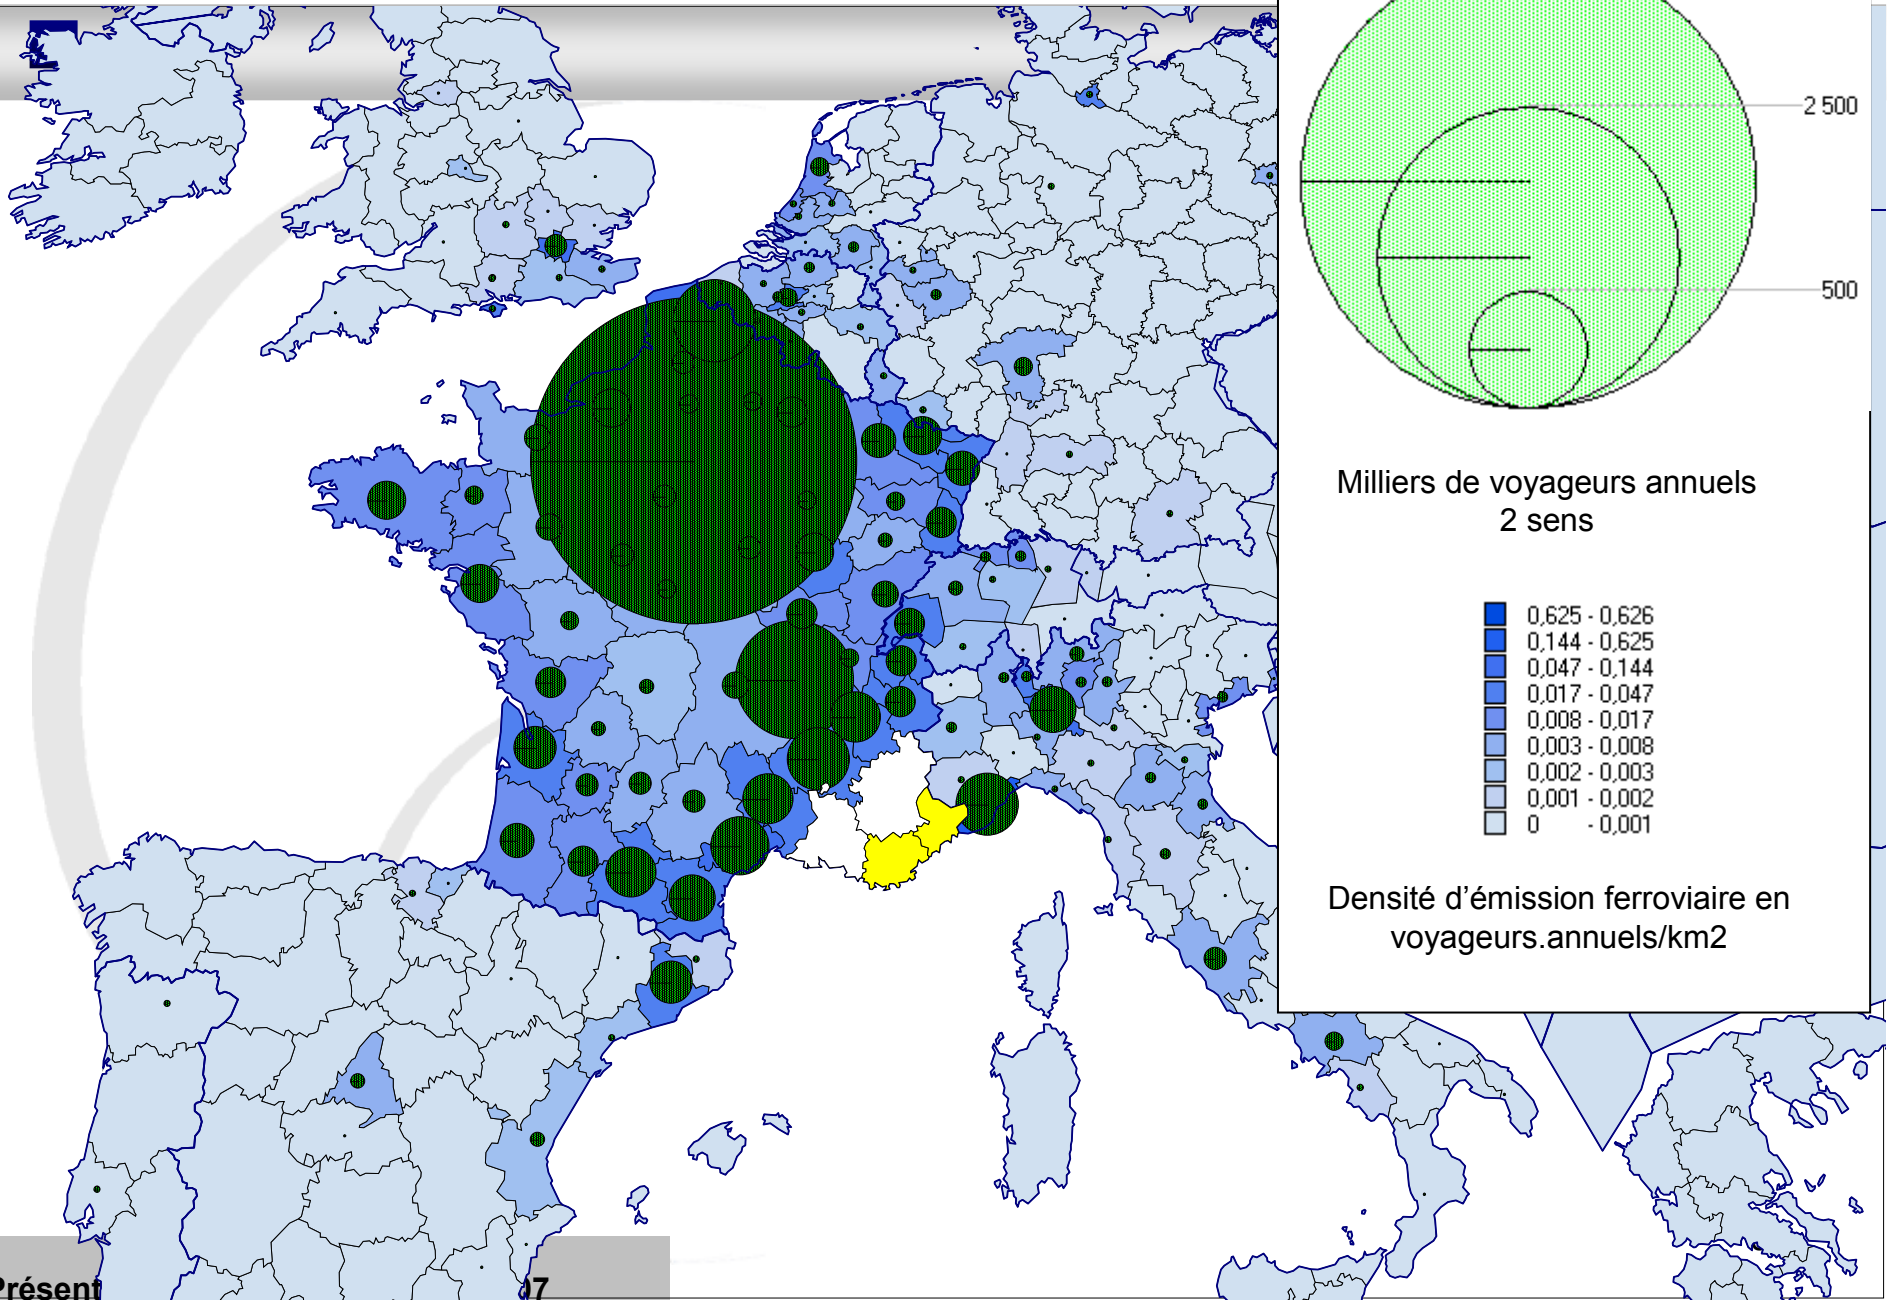 2 500
500
Milliers de voyageurs annuels
2 sens
0,625 - 0,626
0,144 - 0,625
0,047 - 0,144
0,017 - 0,047
0,008 - 0,017
0,003 - 0,008
0,002 - 0,003
0,001 - 0,002
0 - 0,001
Densité d’émission ferroviaire en
voyageurs.annuels/km2